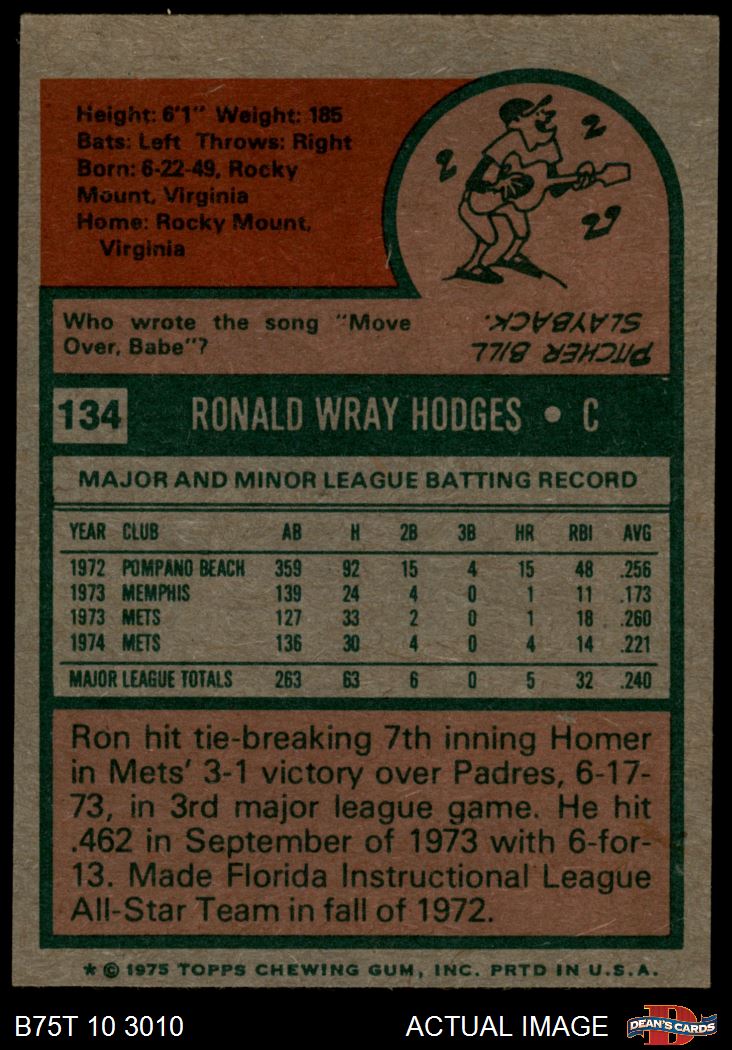 Height: 6'1" Weight: 185
Bats: Left Throws: Right
Born: 6-22-49, Rocky
Mount, Virginia
Home: Rocky Mount,
Virginia
Who wrote the song "Move
Over, Babe"?
PITCHER BILL
SLAYBACK.
134
RONALD WRAY HODGES • C
MAJOR AND MINOR LEAGUE BATTING RECORD
YEAR CLUB AB H 2B 3B HR RBI AVG
1972 POMPANO BEACH 359 92 15 4 15 48 .256
1973 MEMPHIS 139 24 4 0 1 11 .173
1973 METS 127 33 2 0 1 18 .260
1974 METS 136 30 4 0 4 14 .221
MAJOR LEAGUE TOTALS 263 63 6 0 5 32 .240
Ron hit tie-breaking 7th inning Homer
in Mets' 3-1 victory over Padres, 6-17-
73, in 3rd major league game. He hit
.462 in September of 1973 with 6-for-
13. Made Florida Instructional League
All-Star Team in fall of 1972.
* © 1975 TOPPS CHEWING GUM, INC. PRTD IN U.S.A.
B75T 10 3010
ACTUAL IMAGE
DEAN'S CARDS